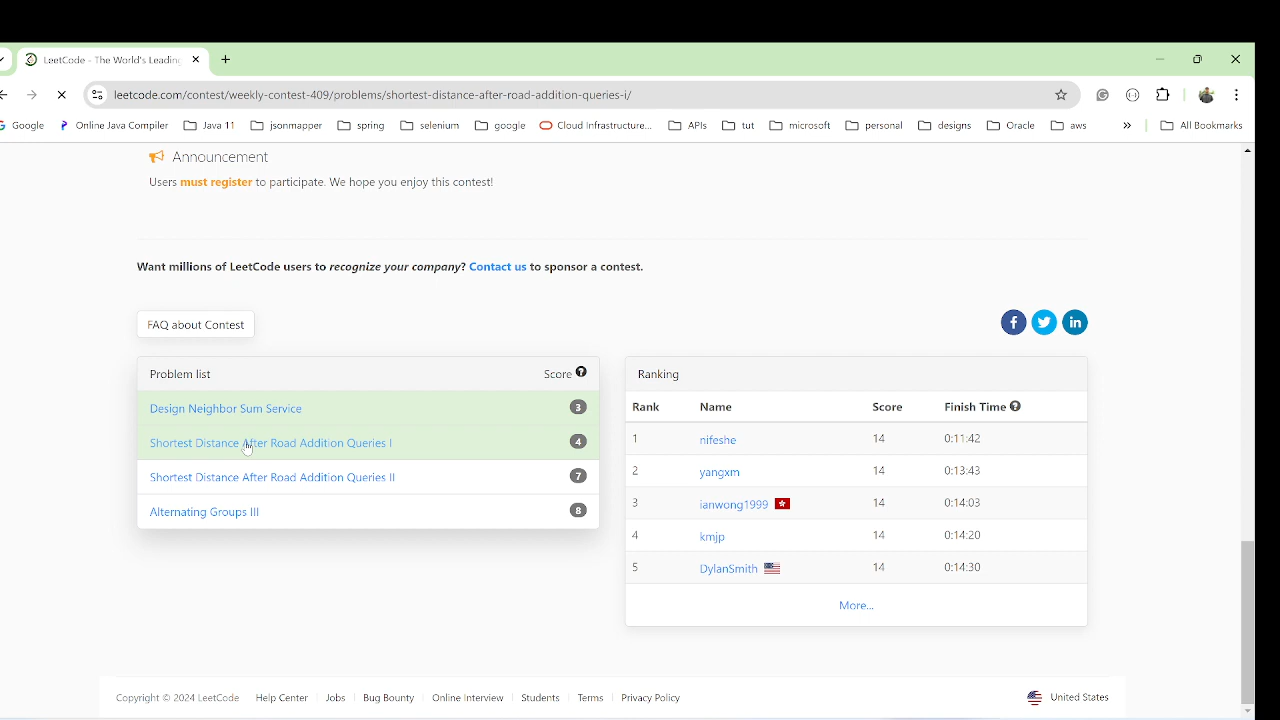 LeetCode - The World's Leading
leetcode.com/contest/weekly-contest-409/problems/shortest-distance-after-road-addition-queries-i/
Google Online Java Compiler Java 11 jsonmapper spring selenium google Cloud Infrastructure... APIs tut microsoft personal designs Oracle aws » All Bookmarks
Announcement
Users must register to participate. We hope you enjoy this contest!
Want millions of LeetCode users to recognize your company? Contact us to sponsor a contest.
FAQ about Contest
Problem list Score
Design Neighbor Sum Service 3
Shortest Distance After Road Addition Queries I 4
Shortest Distance After Road Addition Queries II 7
Alternating Groups III 8
Ranking
Rank Name Score Finish Time
1 nifeshe 14 0:11:42
2 yangxm 14 0:13:43
3 ianwong1999 14 0:14:03
4 kmjp 14 0:14:20
5 DylanSmith 14 0:14:30
More...
Copyright © 2024 LeetCode Help Center Jobs Bug Bounty Online Interview Students Terms Privacy Policy United States